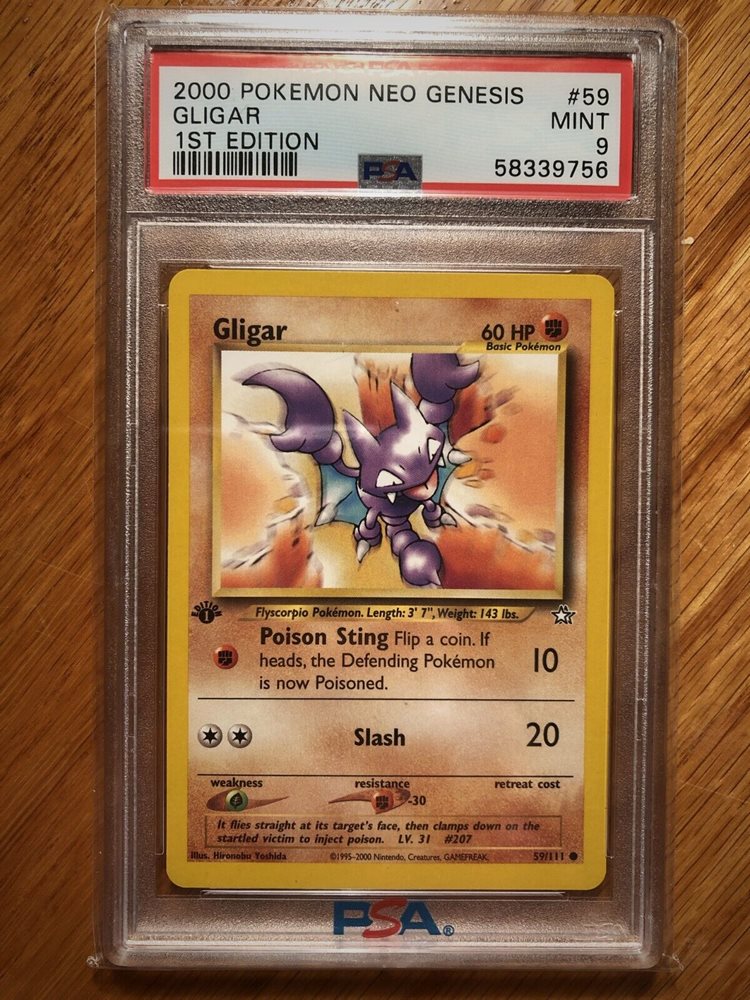 2000 POKEMON NEO GENESIS #59
GLIGAR MINT
1ST EDITION 9
PSA 58339756
Gligar 60 HP
Basic Pokémon
Flyscorpio Pokémon. Length: 3' 7", Weight: 143 lbs.
EDITION 1
Poison Sting Flip a coin. If
heads, the Defending Pokémon
is now Poisoned.
10
Slash 20
weakness resistance retreat cost
-30
It flies straight at its target's face, then clamps down on the
startled victim to inject poison. LV. 31 #207
Illus. Hironobu Yoshida ©1995-2000 Nintendo, Creatures, GAMEFREAK. 59/111
PSA®